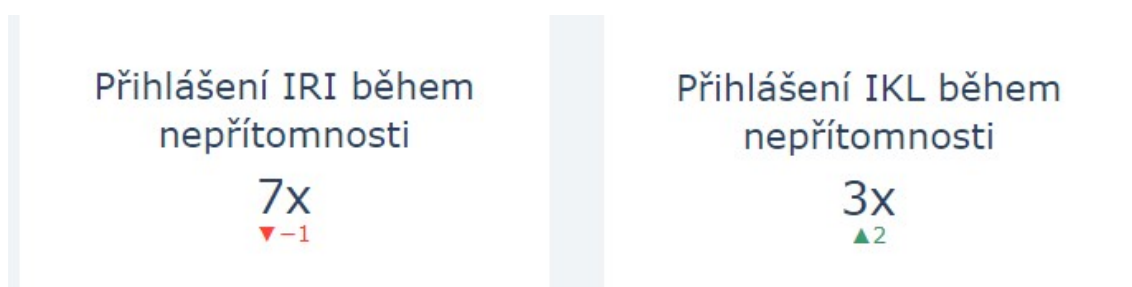 Přihlášení IRI během
nepřítomnosti
7x
▼−1
Přihlášení IKL během
nepřítomnosti
3x
▲2